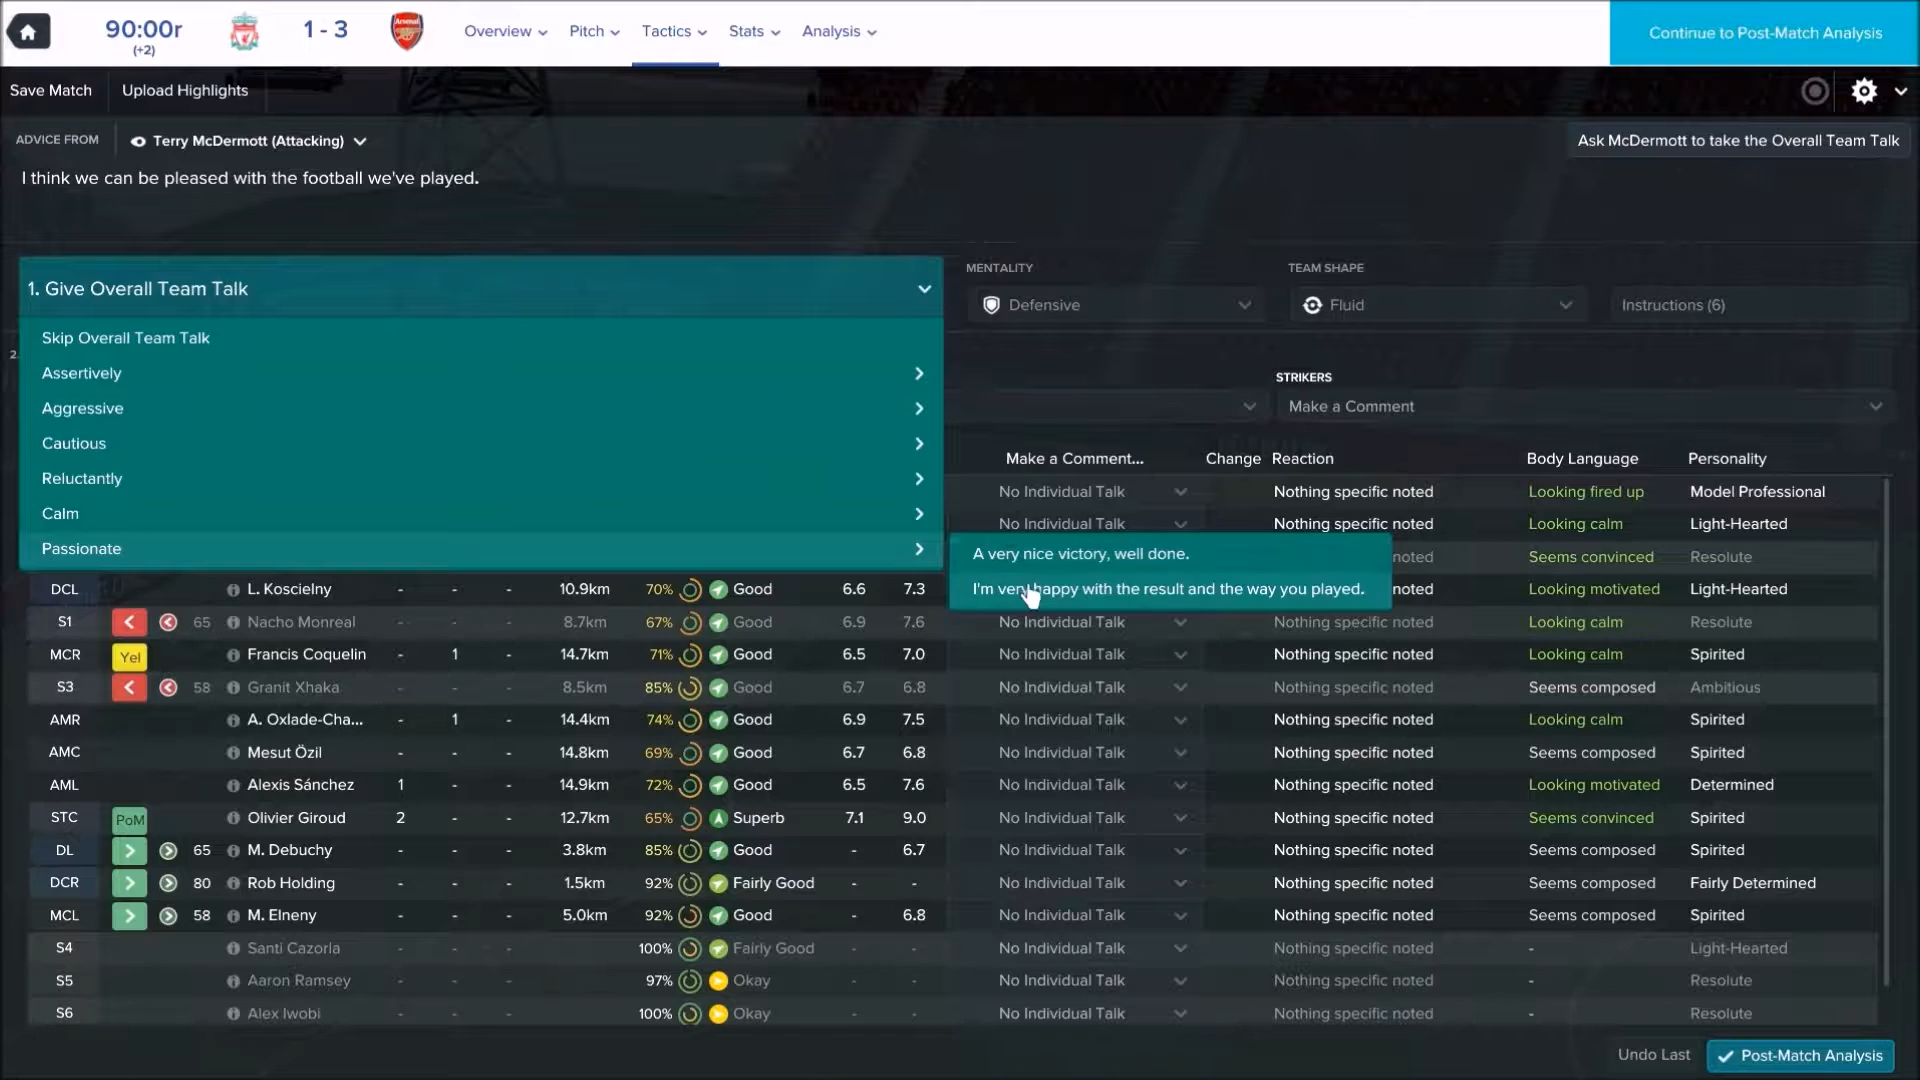 90:00r
(+2)
1 - 3
Arsenal
Overview
Pitch
Tactics
Stats
Analysis
Continue to Post-Match Analysis
Save Match
Upload Highlights
ADVICE FROM
Terry McDermott (Attacking)
Ask McDermott to take the Overall Team Talk
I think we can be pleased with the football we've played.
1. Give Overall Team Talk
Skip Overall Team Talk
Assertively
Aggressive
Cautious
Reluctantly
Calm
Passionate
2.
MENTALITY
TEAM SHAPE
Defensive
Fluid
Instructions (6)
STRIKERS
Make a Comment
Make a Comment... Change Reaction Body Language Personality
No Individual Talk Nothing specific noted Looking fired up Model Professional
No Individual Talk Nothing specific noted Looking calm Light-Hearted
A very nice victory, well done.
I'm very happy with the result and the way you played.
noted Seems convinced Resolute
DCL L. Koscielny - - - 10.9km 70% Good 6.6 7.3 noted Looking motivated Light-Hearted
S1 65 Nacho Monreal - - - 8.7km 67% Good 6.9 7.6 No Individual Talk Nothing specific noted Looking calm Resolute
MCR Yel Francis Coquelin - 1 - 14.7km 71% Good 6.5 7.0 No Individual Talk Nothing specific noted Looking calm Spirited
S3 58 Granit Xhaka - - - 8.5km 85% Good 6.7 6.8 No Individual Talk Nothing specific noted Seems composed Ambitious
AMR A. Oxlade-Cha... - 1 - 14.4km 74% Good 6.9 7.5 No Individual Talk Nothing specific noted Looking calm Spirited
AMC Mesut Özil - - - 14.8km 69% Good 6.7 6.8 No Individual Talk Nothing specific noted Seems composed Spirited
AML Alexis Sánchez 1 - - 14.9km 72% Good 6.5 7.6 No Individual Talk Nothing specific noted Looking motivated Determined
STC PoM Olivier Giroud 2 - - 12.7km 65% Superb 7.1 9.0 No Individual Talk Nothing specific noted Seems convinced Spirited
DL 65 M. Debuchy - - - 3.8km 85% Good - 6.7 No Individual Talk Nothing specific noted Seems composed Spirited
DCR 80 Rob Holding - - - 1.5km 92% Fairly Good - - No Individual Talk Nothing specific noted Seems composed Fairly Determined
MCL 58 M. Elneny - - - 5.0km 92% Good - 6.8 No Individual Talk Nothing specific noted Seems composed Spirited
S4 Santi Cazorla - - - 100% Fairly Good - - No Individual Talk Nothing specific noted - Light-Hearted
S5 Aaron Ramsey - - - 97% Okay - - No Individual Talk Nothing specific noted - Resolute
S6 Alex Iwobi - - - 100% Okay - - No Individual Talk Nothing specific noted - Resolute
Undo Last
Post-Match Analysis